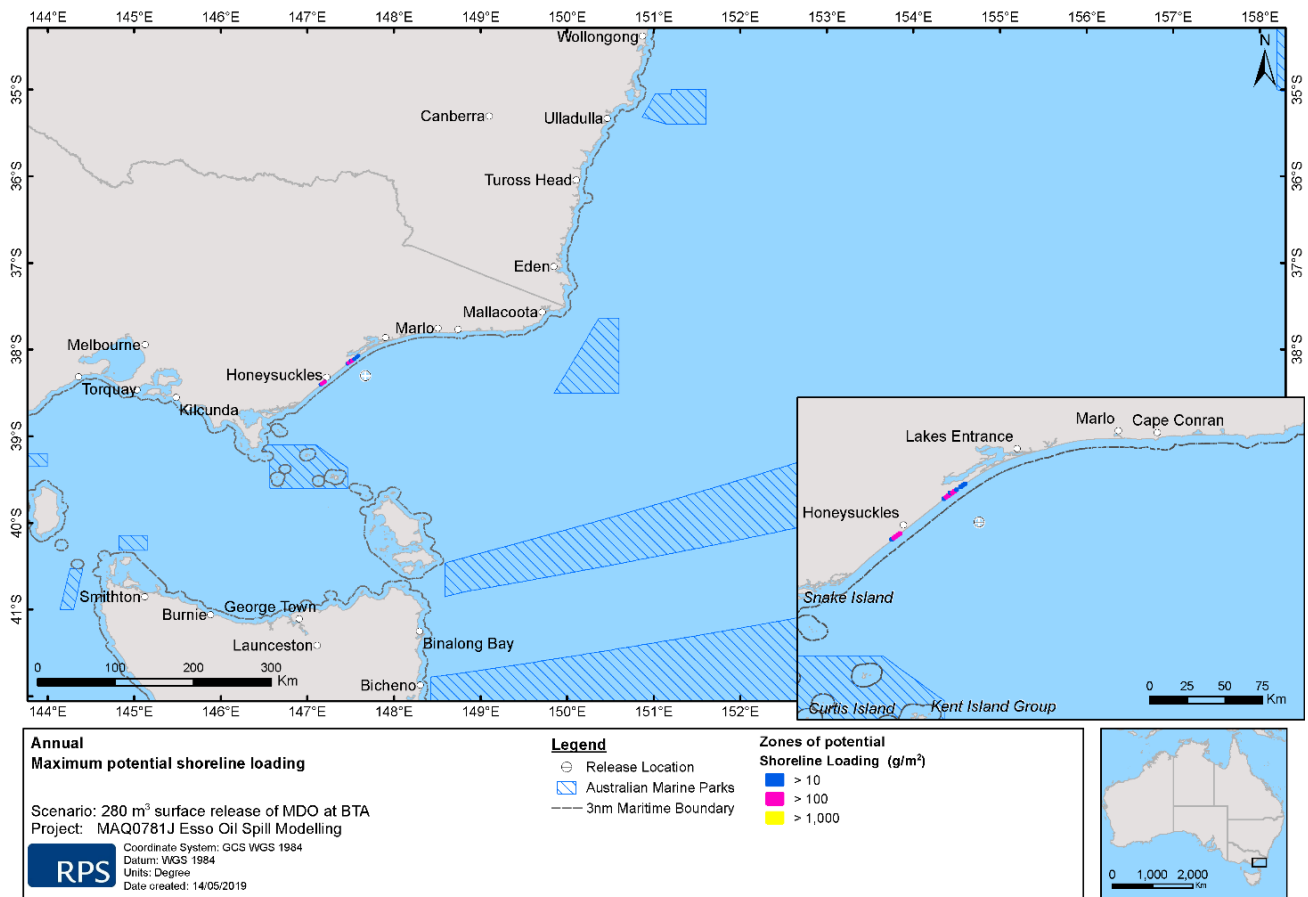 144°E 145°E 146°E 147°E 148°E 149°E 150°E 151°E 152°E 153°E 154°E 155°E 156°E 157°E 158°E
Wollongong
N
35°S
35°S
Canberra
Ulladulla
36°S
36°S
Tuross Head
37°S
37°S
Eden
Mallacoota
Marlo
38°S
38°S
Melbourne
Honeysuckles
Torquay
Kilcunda
39°S
40°S
41°S
Smithton
Burnie
George Town
Launceston
Binalong Bay
Bicheno
0 100 200 300
Km
144°E 145°E 146°E 147°E 148°E 149°E 150°E 151°E 152°E
Marlo
Cape Conran
Lakes Entrance
Honeysuckles
Snake Island
Curtis Island
Kent Island Group
0 25 50 75
Km
Annual
Maximum potential shoreline loading
Scenario: 280 m³ surface release of MDO at BTA
Project: MAQ0781J Esso Oil Spill Modelling
RPS
Coordinate System: GCS WGS 1984
Datum: WGS 1984
Units: Degree
Date created: 14/05/2019
Legend
Release Location
Australian Marine Parks
3nm Maritime Boundary
Zones of potential
Shoreline Loading (g/m²)
> 10
> 100
> 1,000
0 1,000 2,000
Km